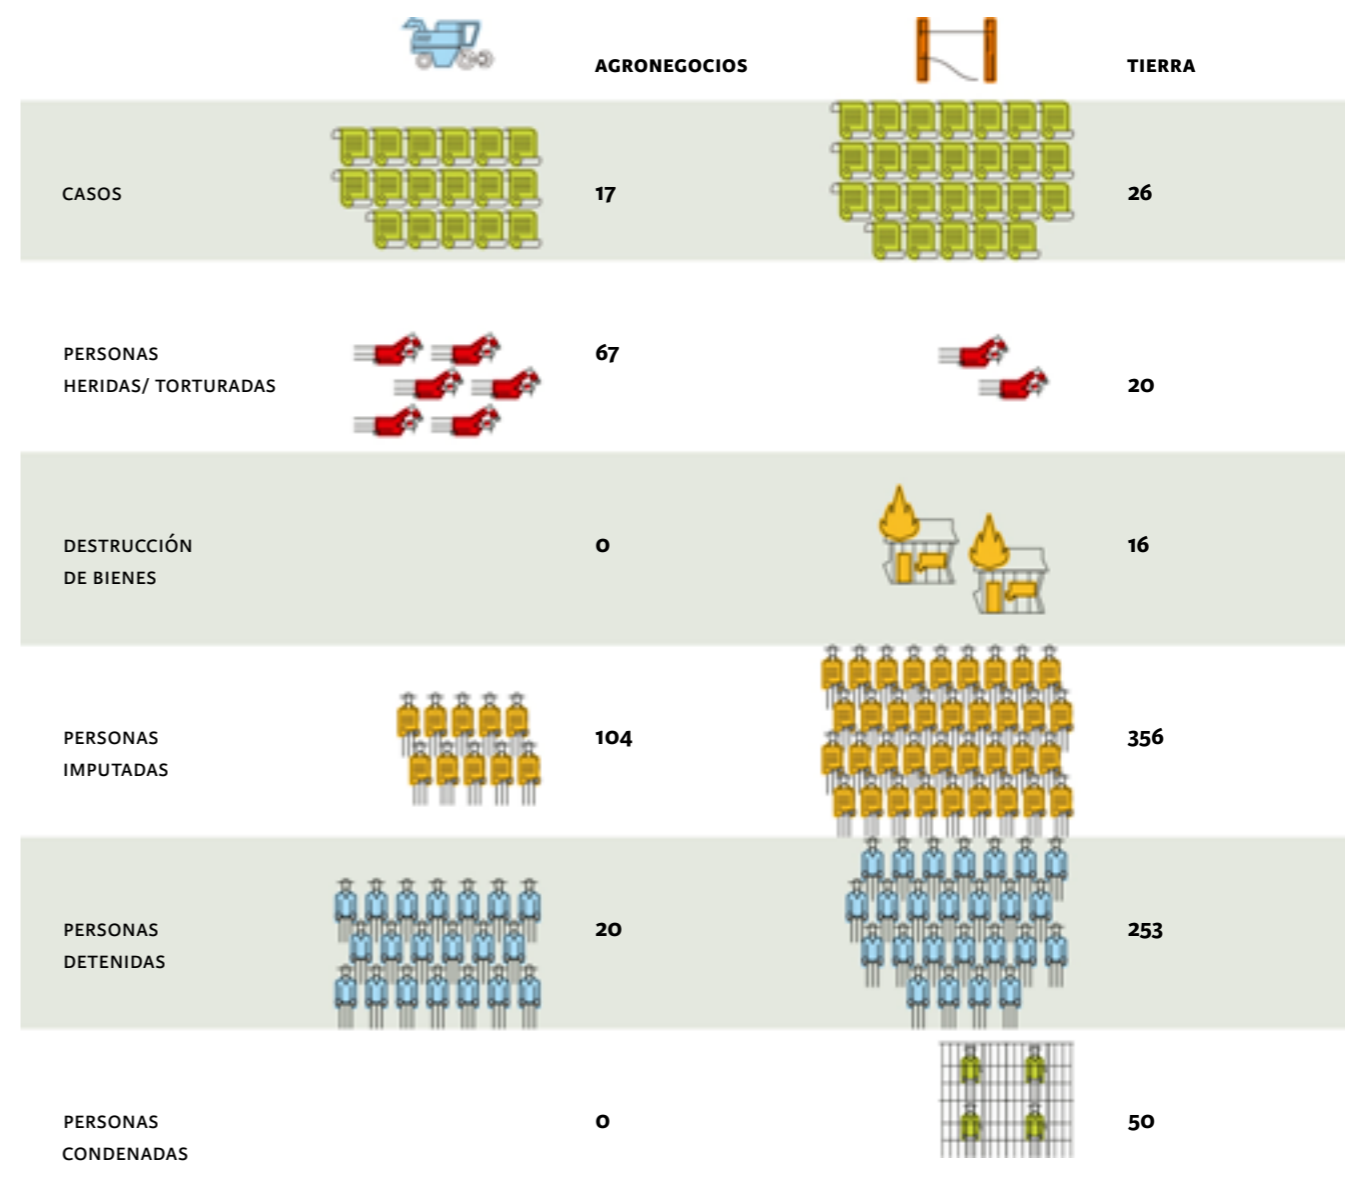 AGRONEGOCIOS
TIERRA
CASOS
17
26
PERSONAS
HERIDAS/ TORTURADAS
67
20
DESTRUCCIÓN
DE BIENES
0
16
PERSONAS
IMPUTADAS
104
356
PERSONAS
DETENIDAS
20
253
PERSONAS
CONDENADAS
0
50